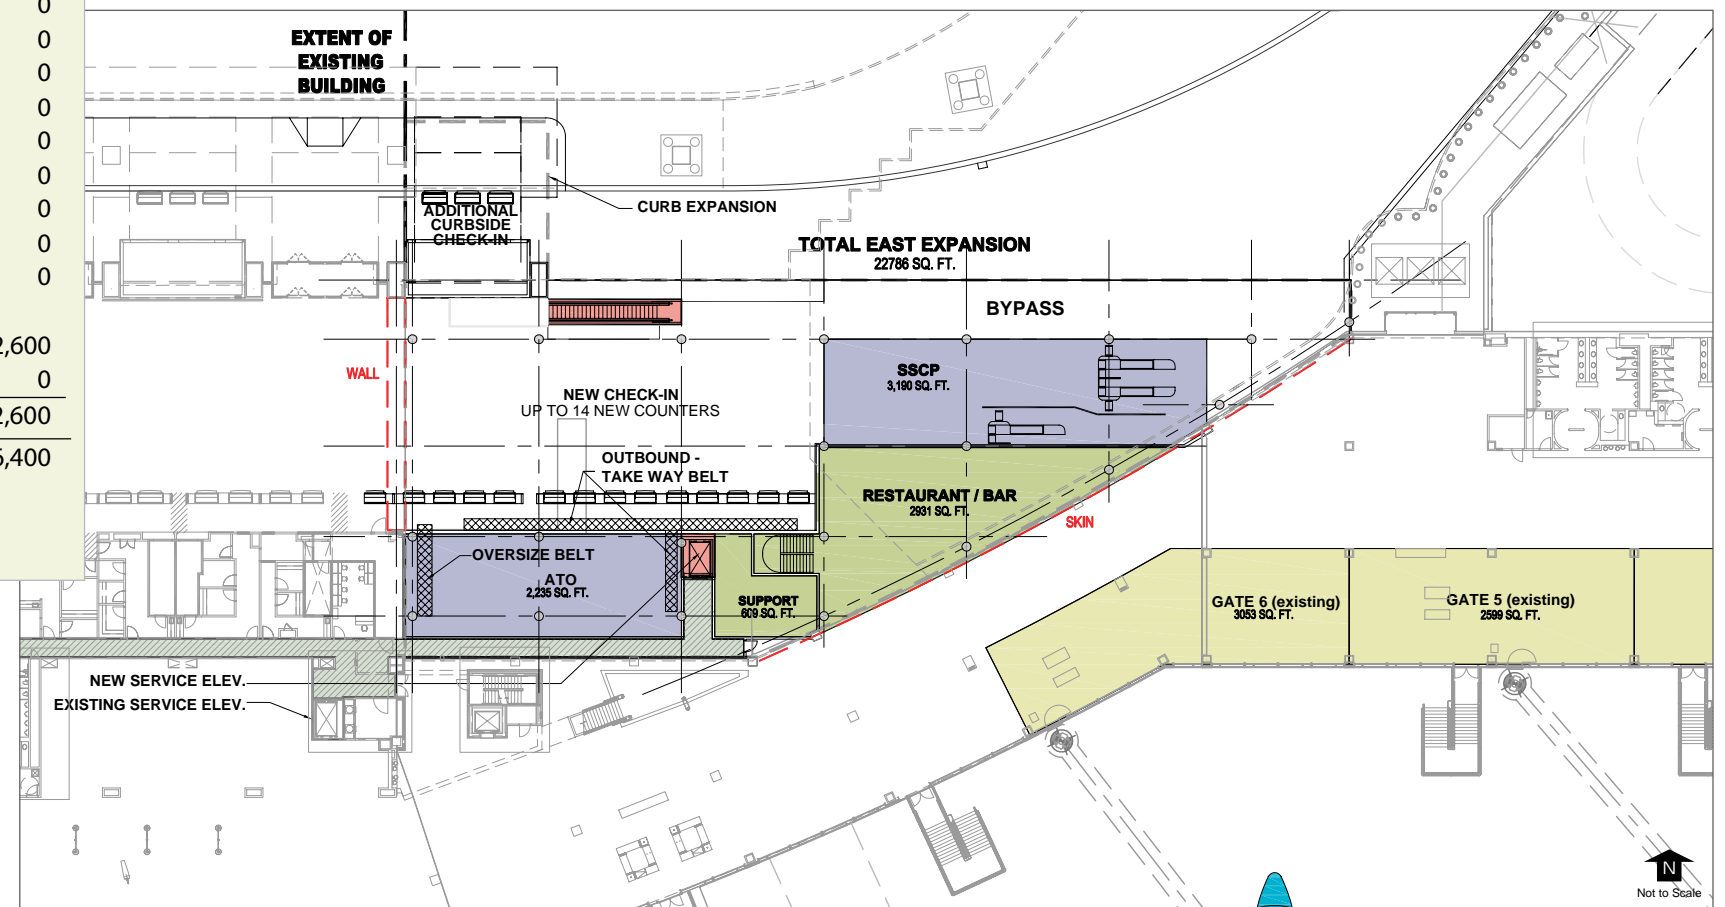 0
0
0
0
0
0
0
0
0
0
EXTENT OF
EXISTING
BUILDING
ADDITIONAL
CURBSIDE
CHECK-IN
CURB EXPANSION
TOTAL EAST EXPANSION
22786 SQ. FT.
BYPASS
WALL
SSCP
3,190 SQ. FT.
NEW CHECK-IN
UP TO 14 NEW COUNTERS
OUTBOUND -
TAKE WAY BELT
RESTAURANT / BAR
2931 SQ. FT.
SKIN
OVERSIZE BELT
ATO
2,235 SQ. FT.
SUPPORT
609 SQ. FT.
GATE 6 (existing)
3053 SQ. FT.
GATE 5 (existing)
2599 SQ. FT.
NEW SERVICE ELEV.
EXISTING SERVICE ELEV.
N
Not to Scale